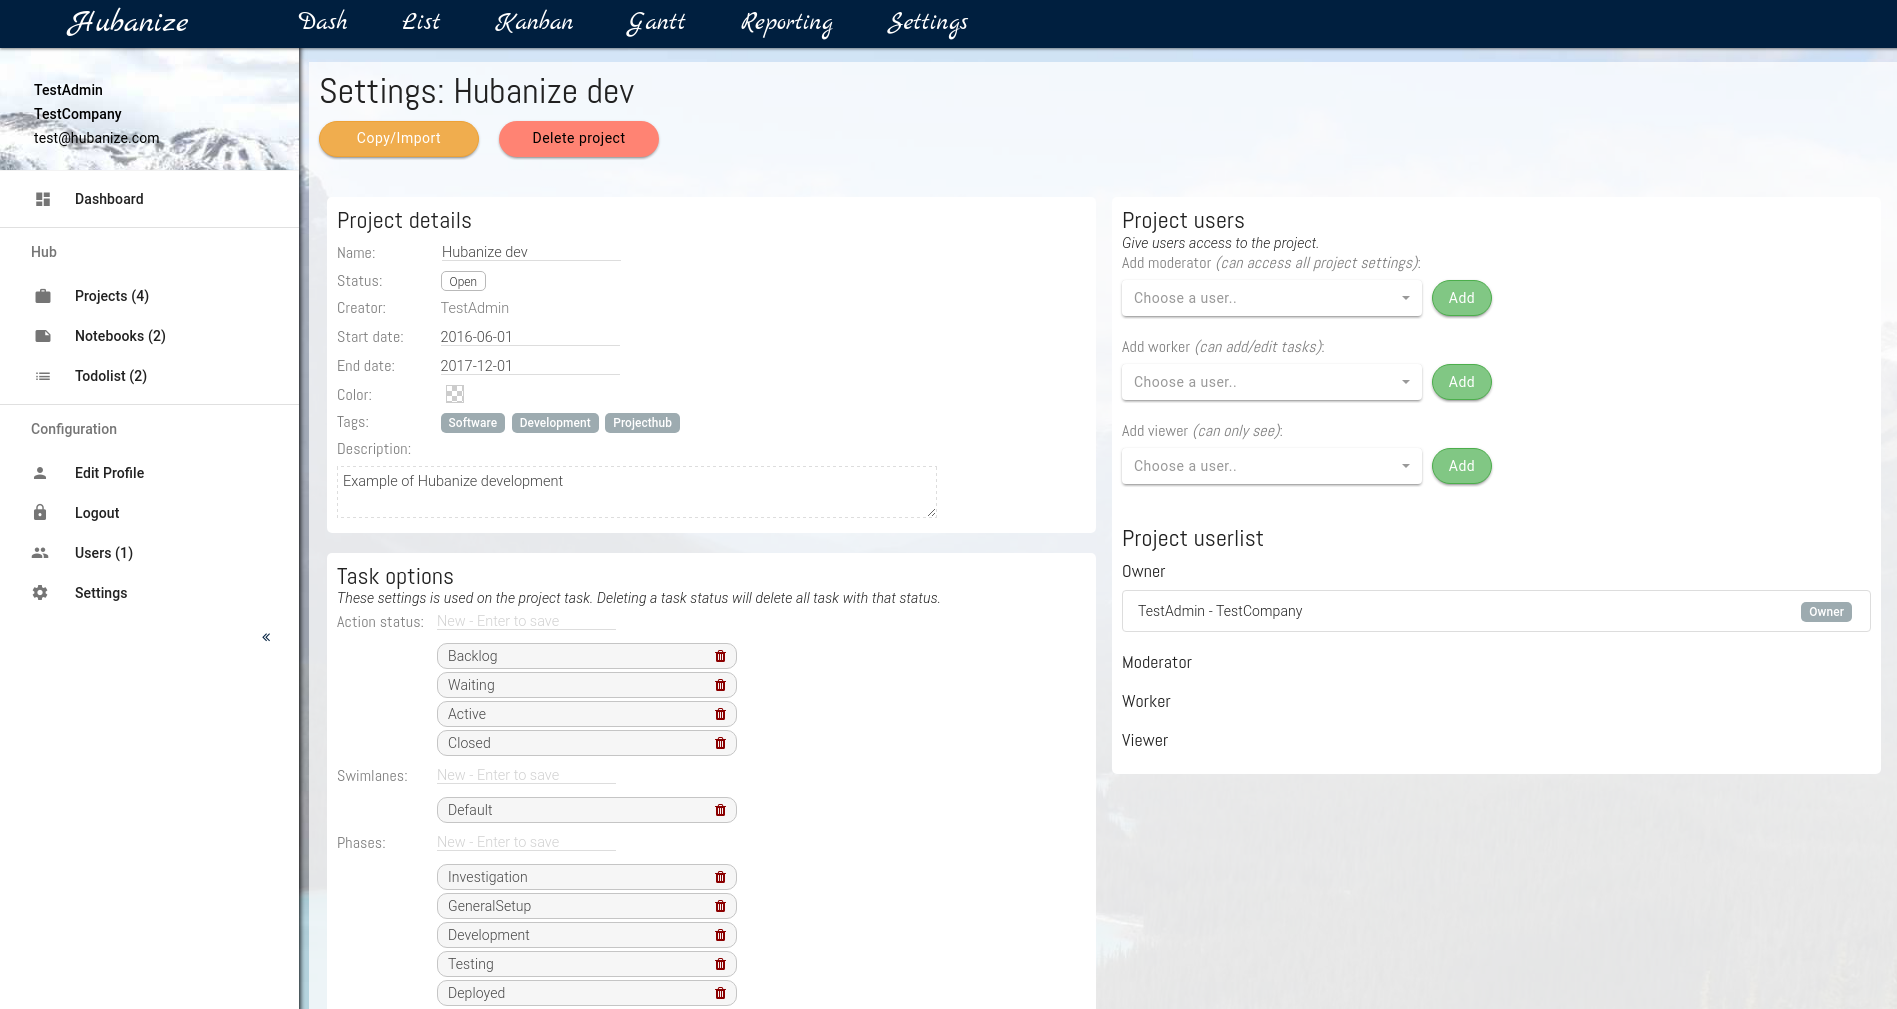 Hubanize Dash List Kanban Gantt Reporting Settings
TestAdmin
TestCompany
test@hubanize.com
Dashboard
Hub
Projects (4)
Notebooks (2)
Todolist (2)
Configuration
Edit Profile
Logout
Users (1)
Settings
«
Settings: Hubanize dev
Copy/Import Delete project
Project details
Name: Hubanize dev
Status: Open
Creator: TestAdmin
Start date: 2016-06-01
End date: 2017-12-01
Color:
Tags: Software Development Projecthub
Description:
Example of Hubanize development
Task options
These settings is used on the project task. Deleting a task status will delete all task with that status.
Action status: New - Enter to save
Backlog
Waiting
Active
Closed
Swimlanes: New - Enter to save
Default
Phases: New - Enter to save
Investigation
GeneralSetup
Development
Testing
Deployed
Project users
Give users access to the project.
Add moderator (can access all project settings):
Choose a user.. Add
Add worker (can add/edit tasks):
Choose a user.. Add
Add viewer (can only see):
Choose a user.. Add
Project userlist
Owner
TestAdmin - TestCompany Owner
Moderator
Worker
Viewer